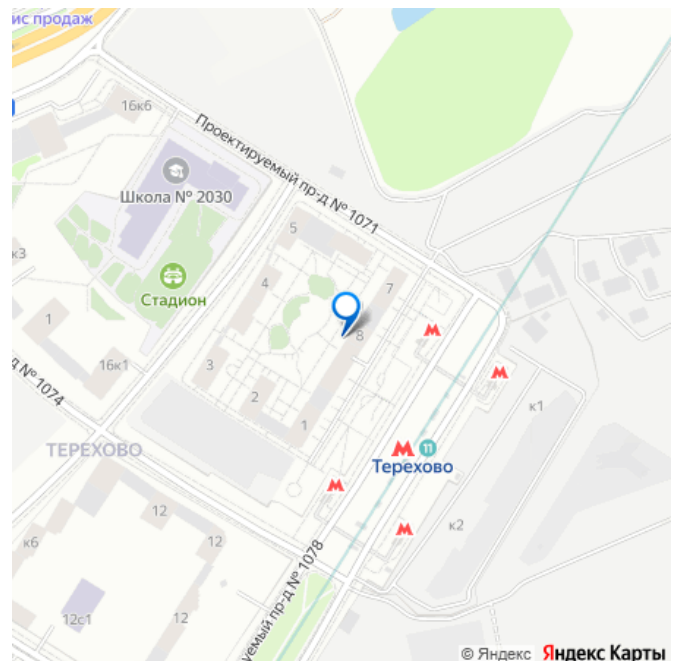 ис продаж
16к6
Проектируемый пр-д № 1071
Школа № 2030
Стадион
5
к3
4
7
8
1
16к1
3
2
1
д № 1074
ТЕРЕХОВО
М
М
М 11
Терехово
к1
М
М
к2
12
12
к6
12с1
12
уемый пр-д № 1078
© Яндекс Яндекс Карты